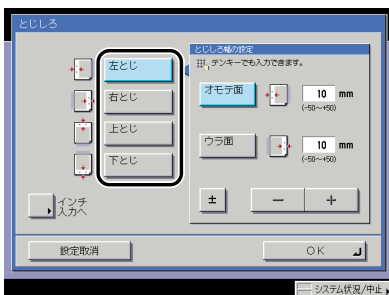 とじしろ
左とじ
右とじ
上とじ
下とじ
インチ
入力へ
とじしろ幅の設定
テンキーでも入力できます。
オモテ面
10 mm
(-50～+50)
ウラ面
10 mm
(-50～+50)
±
－
＋
設定取消
OK
システム状況/中止